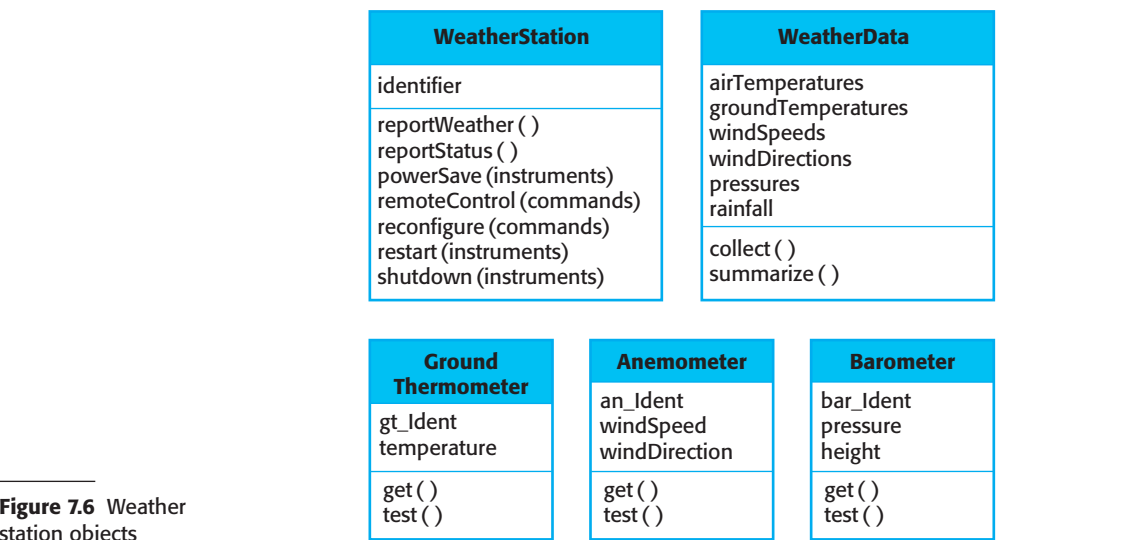 WeatherStation
identifier
reportWeather ( )
reportStatus ( )
powerSave (instruments)
remoteControl (commands)
reconfigure (commands)
restart (instruments)
shutdown (instruments)
WeatherData
airTemperatures
groundTemperatures
windSpeeds
windDirections
pressures
rainfall
collect ( )
summarize ( )
Ground
Thermometer
gt_Ident
temperature
get ( )
test ( )
Anemometer
an_Ident
windSpeed
windDirection
get ( )
test ( )
Barometer
bar_Ident
pressure
height
get ( )
test ( )
Figure 7.6 Weather
station objects